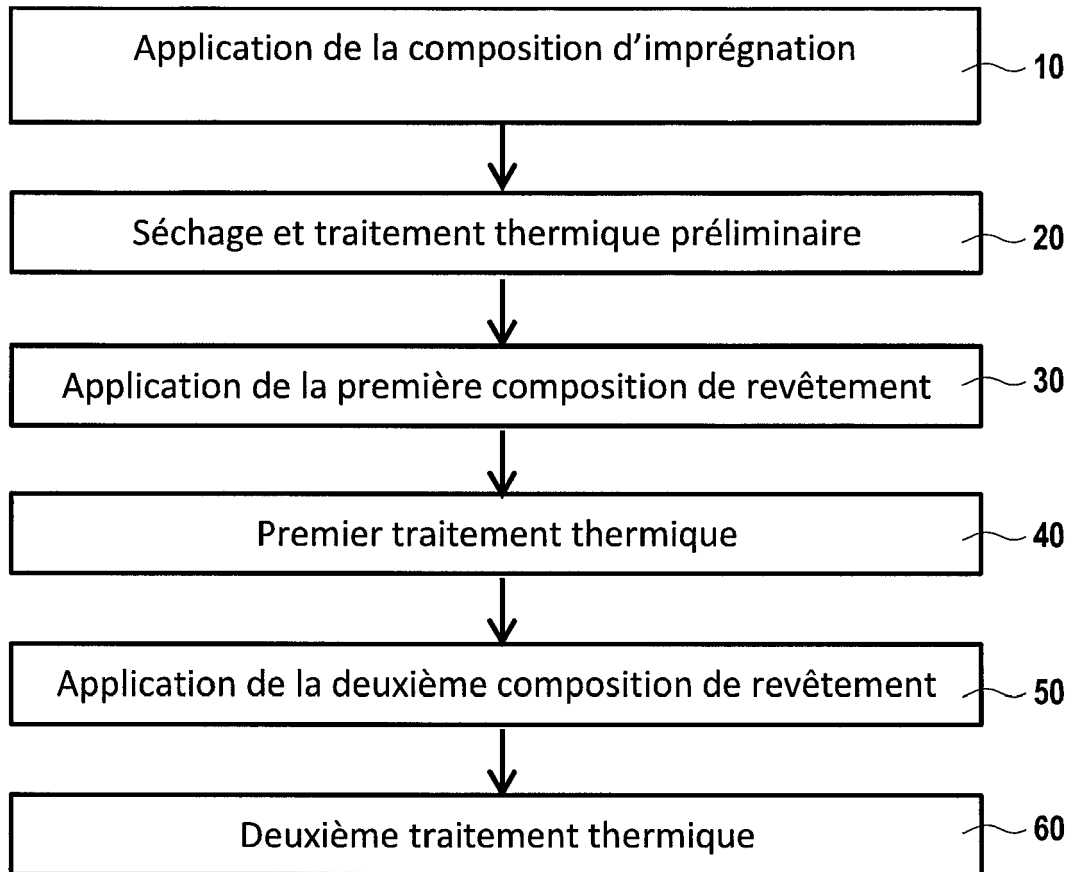 Application de la composition d'imprégnation
10
Séchage et traitement thermique préliminaire
20
Application de la première composition de revêtement
30
Premier traitement thermique
40
Application de la deuxième composition de revêtement
50
Deuxième traitement thermique
60